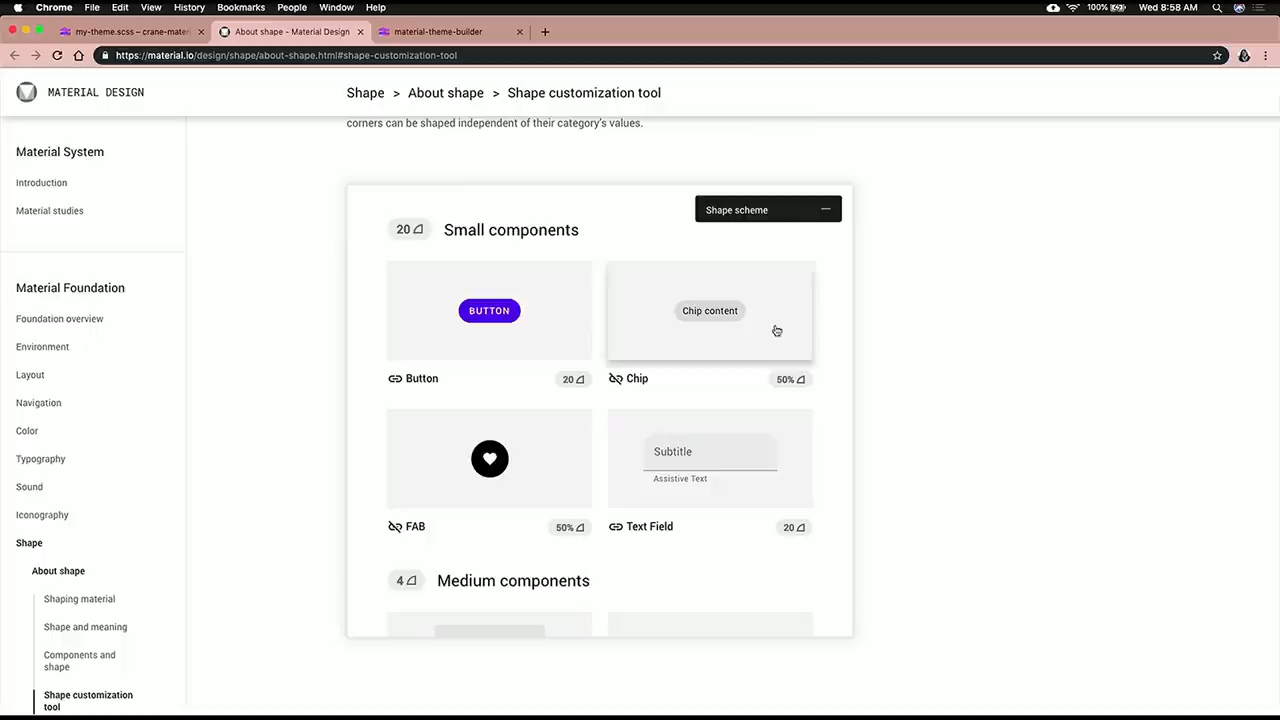 Chrome File Edit View History Bookmarks People Window Help 100% Wed 8:58 AM
my-theme.scss – crane-mater About shape - Material Design material-theme-builder
https://material.io/design/shape/about-shape.html#shape-customization-tool
MATERIAL DESIGN Shape > About shape > Shape customization tool
corners can be shaped independent of their category's values.
Material System
Introduction
Material studies
Material Foundation
Foundation overview
Environment
Layout
Navigation
Color
Typography
Sound
Iconography
Shape
About shape
Shaping material
Shape and meaning
Components and
shape
Shape customization
tool
Shape scheme
20 Small components
BUTTON
Chip content
Button 20
Chip 50%
Subtitle
Assistive Text
FAB 50%
Text Field 20
4 Medium components